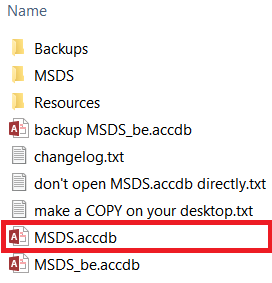 Name
Backups
MSDS
Resources
backup MSDS_be.accdb
changelog.txt
don't open MSDS.accdb directly.txt
make a COPY on your desktop.txt
MSDS.accdb
MSDS_be.accdb